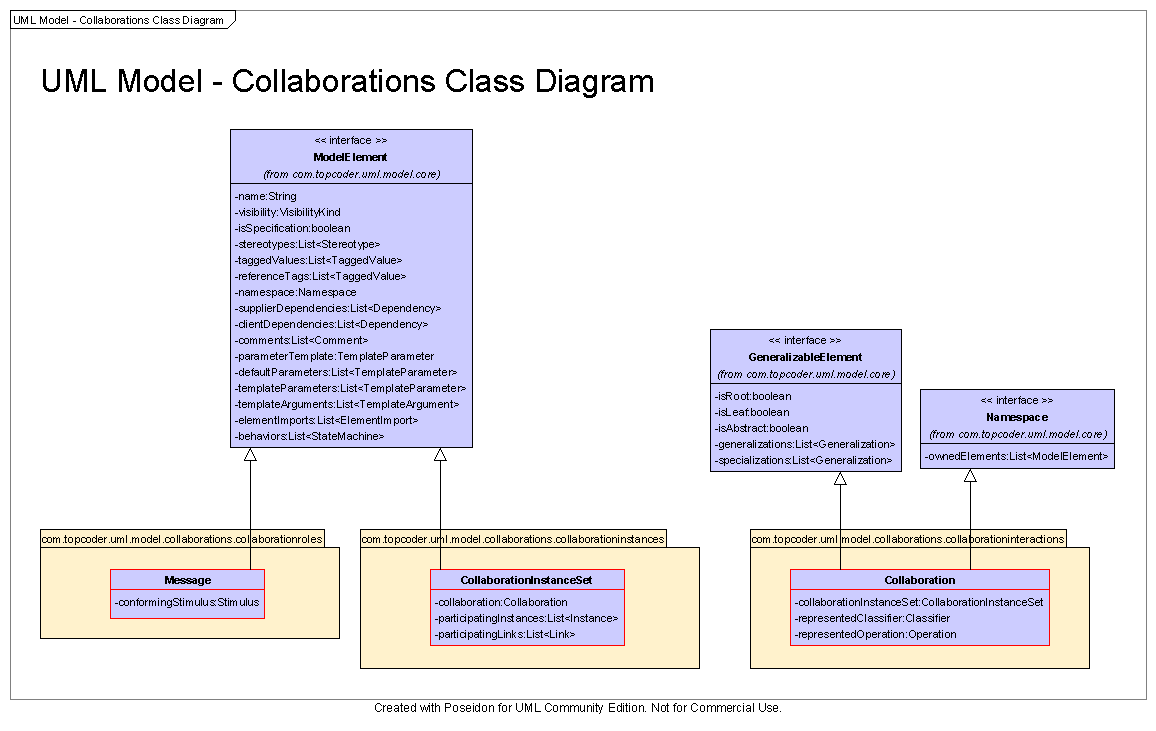 UML Model - Collaborations Class Diagram
UML Model - Collaborations Class Diagram
<< interface >>
ModelElement
(from com.topcoder.uml.model.core)
-name:String
-visibility:VisibilityKind
-isSpecification:boolean
-stereotypes:List<Stereotype>
-taggedValues:List<TaggedValue>
-referenceTags:List<TaggedValue>
-namespace:Namespace
-supplierDependencies:List<Dependency>
-clientDependencies:List<Dependency>
-comments:List<Comment>
-parameterTemplate:TemplateParameter
-defaultParameters:List<TemplateParameter>
-templateParameters:List<TemplateParameter>
-templateArguments:List<TemplateArgument>
-elementImports:List<ElementImport>
-behaviors:List<StateMachine>
<< interface >>
GeneralizableElement
(from com.topcoder.uml.model.core)
-isRoot:boolean
-isLeaf:boolean
-isAbstract:boolean
-generalizations:List<Generalization>
-specializations:List<Generalization>
<< interface >>
Namespace
(from com.topcoder.uml.model.core)
-ownedElements:List<ModelElement>
com.topcoder.uml.model.collaborations.collaborationroles
Message
-conformingStimulus:Stimulus
com.topcoder.uml.model.collaborations.collaborationinstances
CollaborationInstanceSet
-collaboration:Collaboration
-participatingInstances:List<Instance>
-participatingLinks:List<Link>
com.topcoder.uml.model.collaborations.collaborationinteractions
Collaboration
-collaborationInstanceSet:CollaborationInstanceSet
-representedClassifier:Classifier
-representedOperation:Operation
Created with Poseidon for UML Community Edition. Not for Commercial Use.